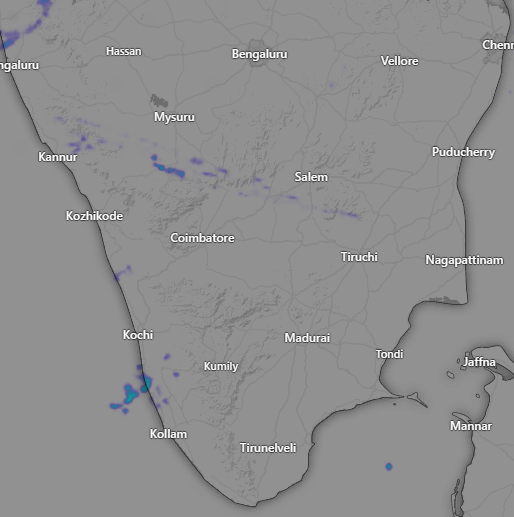 Hassan
Bengaluru
Chenn
ngaluru
Vellore
Mysuru
Kannur
Puducherry
Salem
Kozhikode
Coimbatore
Tiruchi
Nagapattinam
Kochi
Madurai
Tondi
Kumily
Jaffna
Kollam
Mannar
Tirunelveli